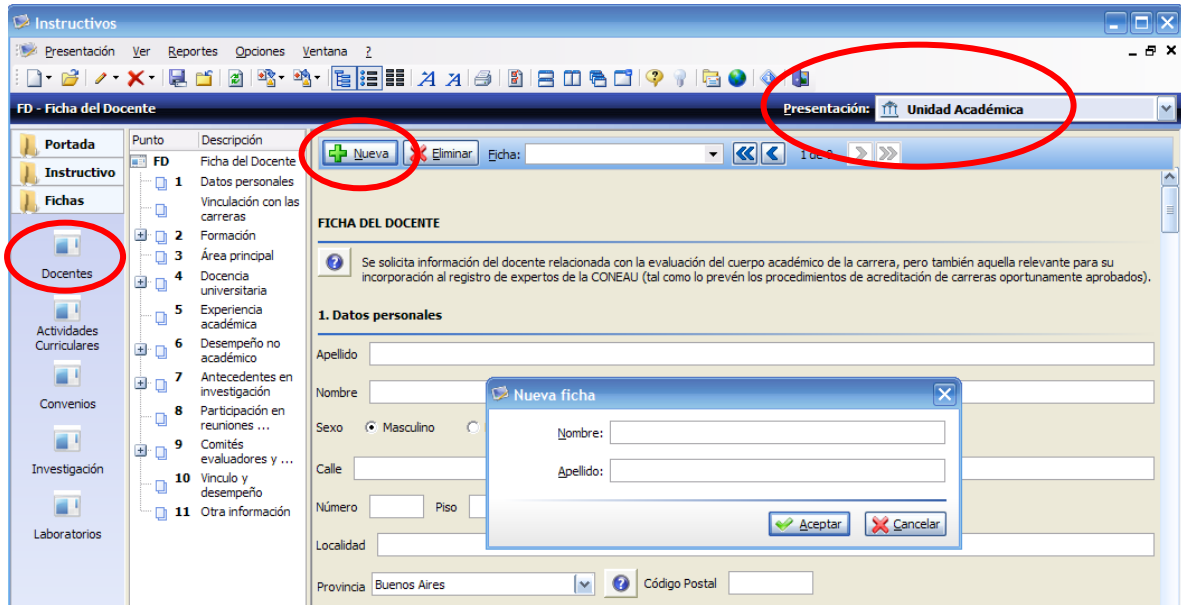 Instructivos
Presentación Ver Reportes Opciones Ventana ?
FD - Ficha del Docente
Presentación: Unidad Académica
Portada
Instructivo
Fichas
Docentes
Actividades
Curriculares
Convenios
Investigación
Laboratorios
Punto Descripción
FD Ficha del Docente
1 Datos personales
Vinculación con las
carreras
2 Formación
3 Área principal
4 Docencia
universitaria
5 Experiencia
académica
6 Desempeño no
académico
7 Antecedentes en
investigación
8 Participación en
reuniones ...
9 Comités
evaluadores y ...
10 Vinculo y
desempeño
11 Otra información
Nueva Eliminar Ficha: 1 de
FICHA DEL DOCENTE
Se solicita información del docente relacionada con la evaluación del cuerpo académico de la carrera, pero también aquella relevante para su
incorporación al registro de expertos de la CONEAU (tal como lo prevén los procedimientos de acreditación de carreras oportunamente aprobados).
1. Datos personales
Apellido
Nombre
Sexo Masculino
Calle
Número Piso
Localidad
Provincia Buenos Aires Código Postal
Nueva ficha
Nombre:
Apellido:
Aceptar Cancelar